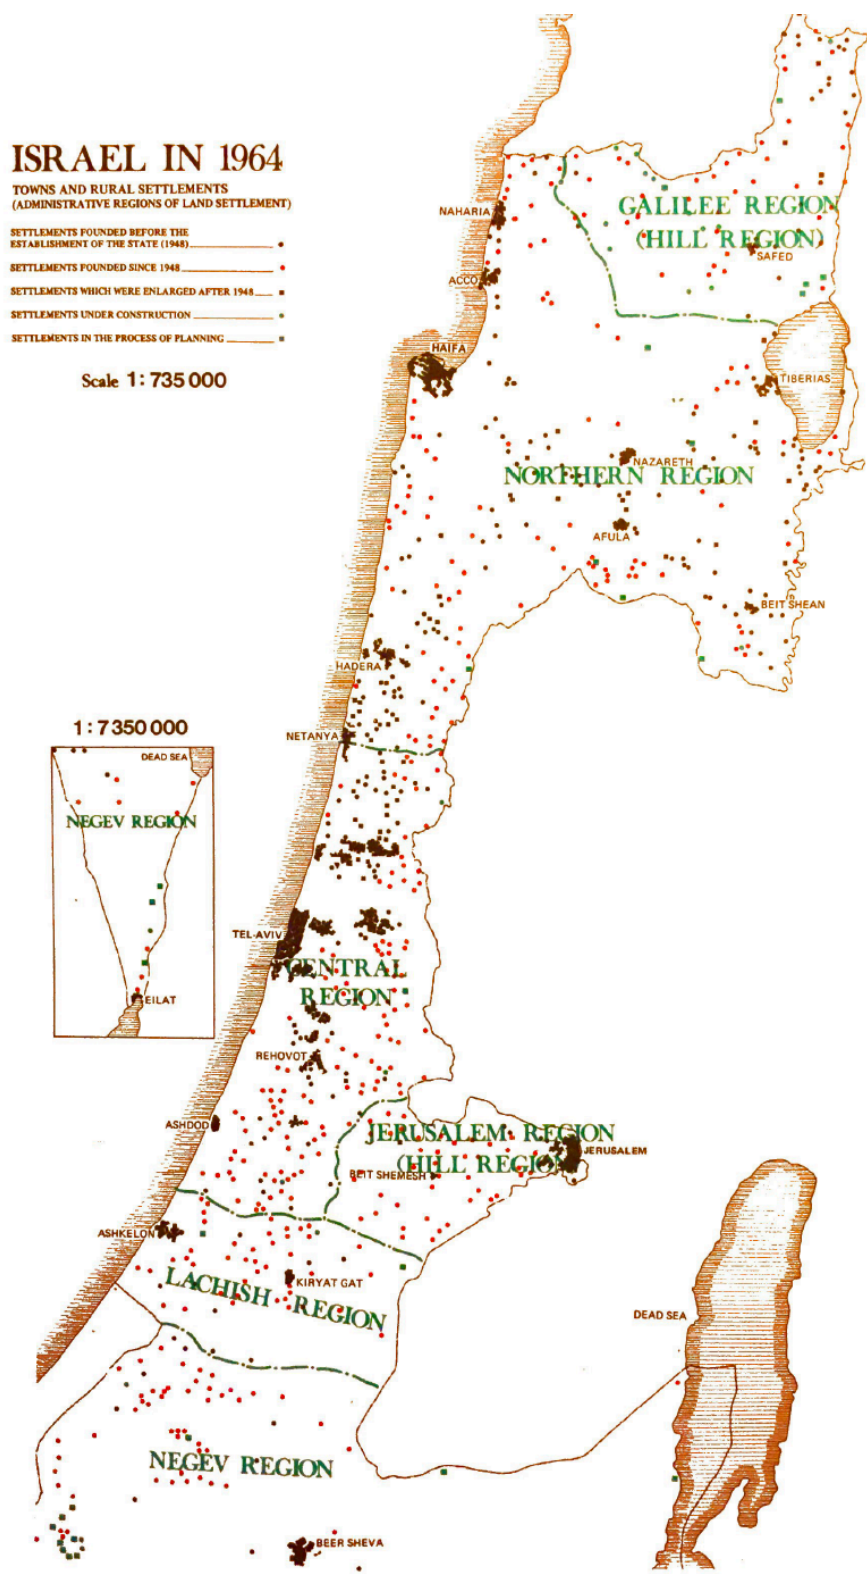 ISRAEL IN 1964
TOWNS AND RURAL SETTLEMENTS
(ADMINISTRATIVE REGIONS OF LAND SETTLEMENT)
SETTLEMENTS FOUNDED BEFORE THE
ESTABLISHMENT OF THE STATE (1948)
SETTLEMENTS FOUNDED SINCE 1948
SETTLEMENTS WHICH WERE ENLARGED AFTER 1948
SETTLEMENTS UNDER CONSTRUCTION
SETTLEMENTS IN THE PROCESS OF PLANNING
Scale 1:735 000
NAHARIA
GALILEE REGION
(HILL REGION)
SAFED
ACCO
HAIFA
TIBERIAS
NAZARETH
NORTHERN REGION
AFULA
BEIT SHEAN
HADERA
NETANYA
1:7 350 000
DEAD SEA
NEGEV REGION
EILAT
TEL-AVIV
CENTRAL
REGION
REHOVOT
ASHDOD
JERUSALEM REGION
(HILL REGION)
JERUSALEM
BEIT SHEMESH
ASHKELON
KIRYAT GAT
LACHISH REGION
DEAD SEA
NEGEV REGION
BEER SHEVA